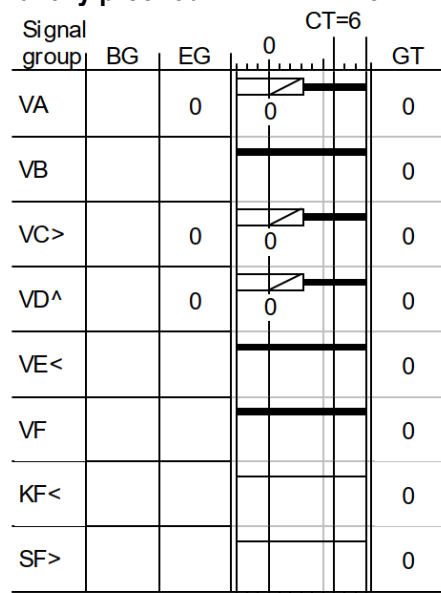 Signal
group BG EG 0 CT=6 GT
VA 0 0 0
VB 0
VC> 0 0 0
VD^ 0 0 0
VE< 0
VF 0
KF< 0
SF> 0